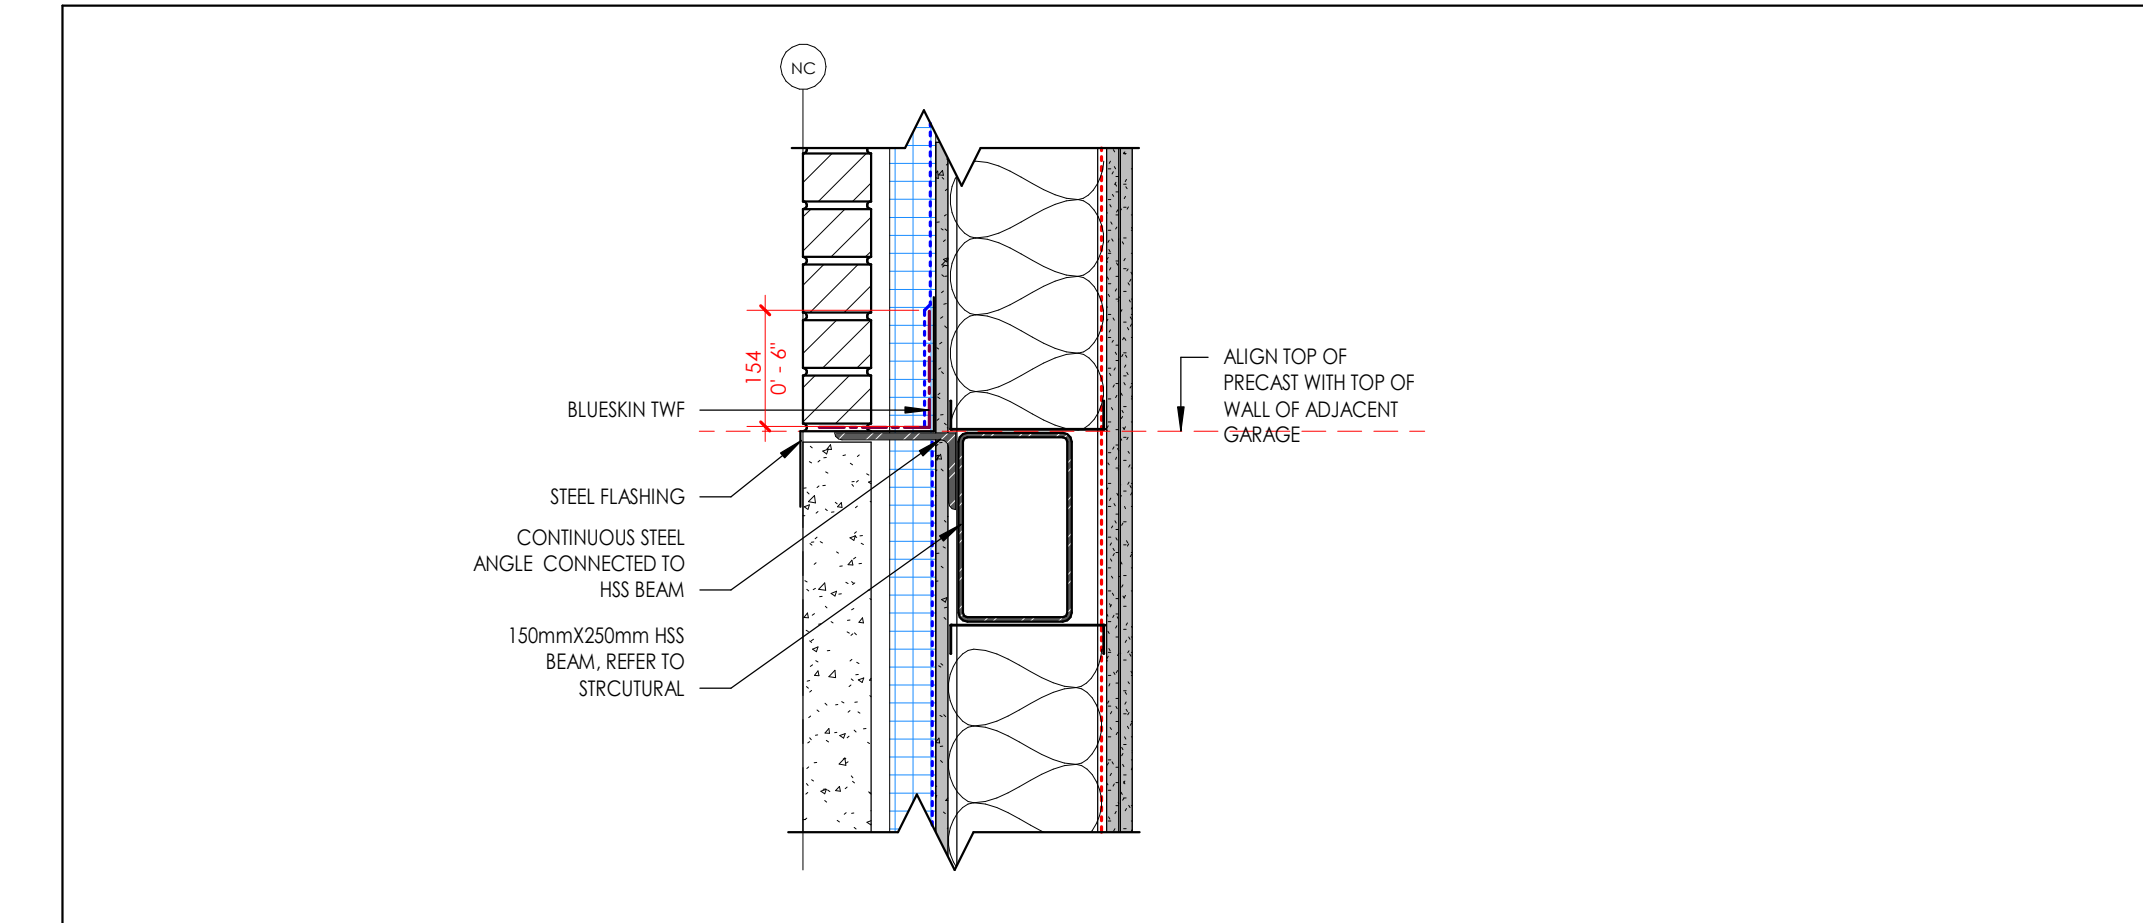 NC
154
0' - 6"
BLUESKIN TWF
STEEL FLASHING
CONTINUOUS STEEL
ANGLE  CONNECTED TO
HSS BEAM
150mmX250mm HSS
BEAM, REFER TO
STRCUTURAL
ALIGN TOP OF
PRECAST WITH TOP OF
WALL OF ADJACENT
GARAGE